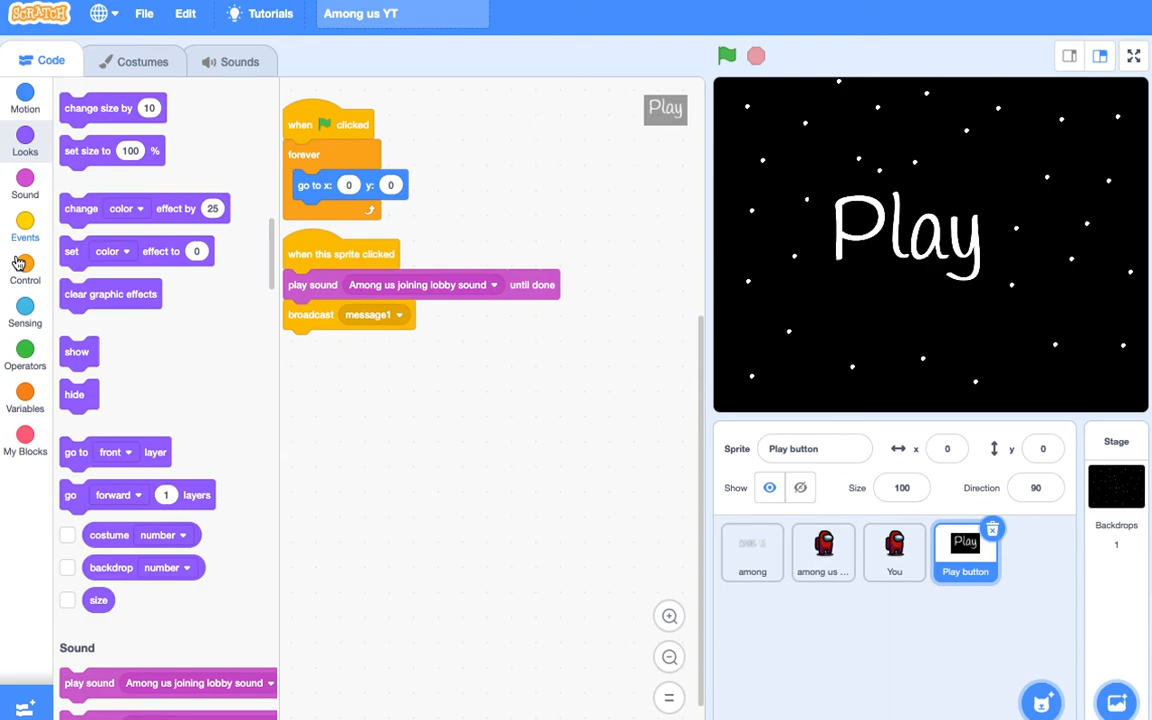 SCRATCH File Edit Tutorials Among us YT
Code Costumes Sounds
Motion
Looks
Sound
Events
Control
Sensing
Operators
Variables
My Blocks
change size by 10
set size to 100 %
change color effect by 25
set color effect to 0
clear graphic effects
show
hide
go to front layer
go forward 1 layers
costume number
backdrop number
size
Sound
play sound Among us joining lobby sound
when clicked
forever
go to x: 0 y: 0
when this sprite clicked
play sound Among us joining lobby sound until done
broadcast message1
Play
Play
Sprite Play button x 0 y 0
Show Size 100 Direction 90
among
among us ...
You
Play
Play button
Stage
Backdrops
1